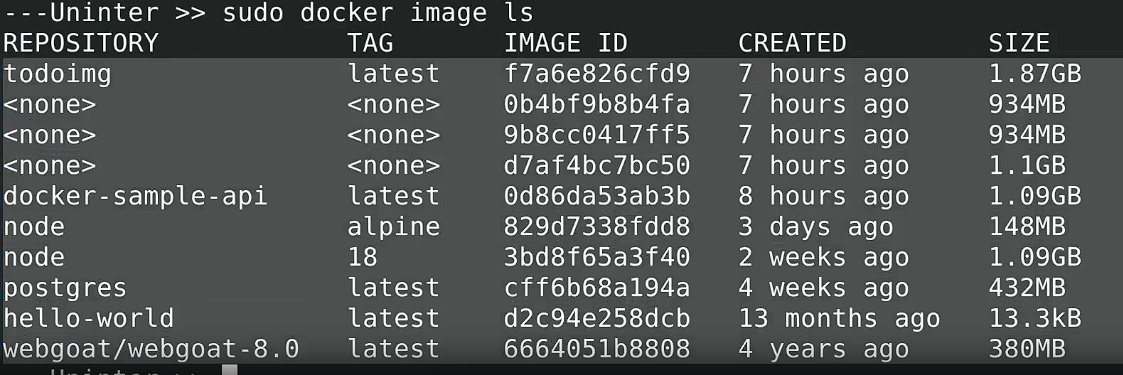 ---Uninter >> sudo docker image ls
REPOSITORY TAG IMAGE ID CREATED SIZE
todoimg latest f7a6e826cfd9 7 hours ago 1.87GB
<none> <none> 0b4bf9b8b4fa 7 hours ago 934MB
<none> <none> 9b8cc0417ff5 7 hours ago 934MB
<none> <none> d7af4bc7bc50 7 hours ago 1.1GB
docker-sample-api latest 0d86da53ab3b 8 hours ago 1.09GB
node alpine 829d7338fdd8 3 days ago 148MB
node 18 3bd8f65a3f40 2 weeks ago 1.09GB
postgres latest cff6b68a194a 4 weeks ago 432MB
hello-world latest d2c94e258dcb 13 months ago 13.3kB
webgoat/webgoat-8.0 latest 6664051b8808 4 years ago 380MB
---Uninter >>